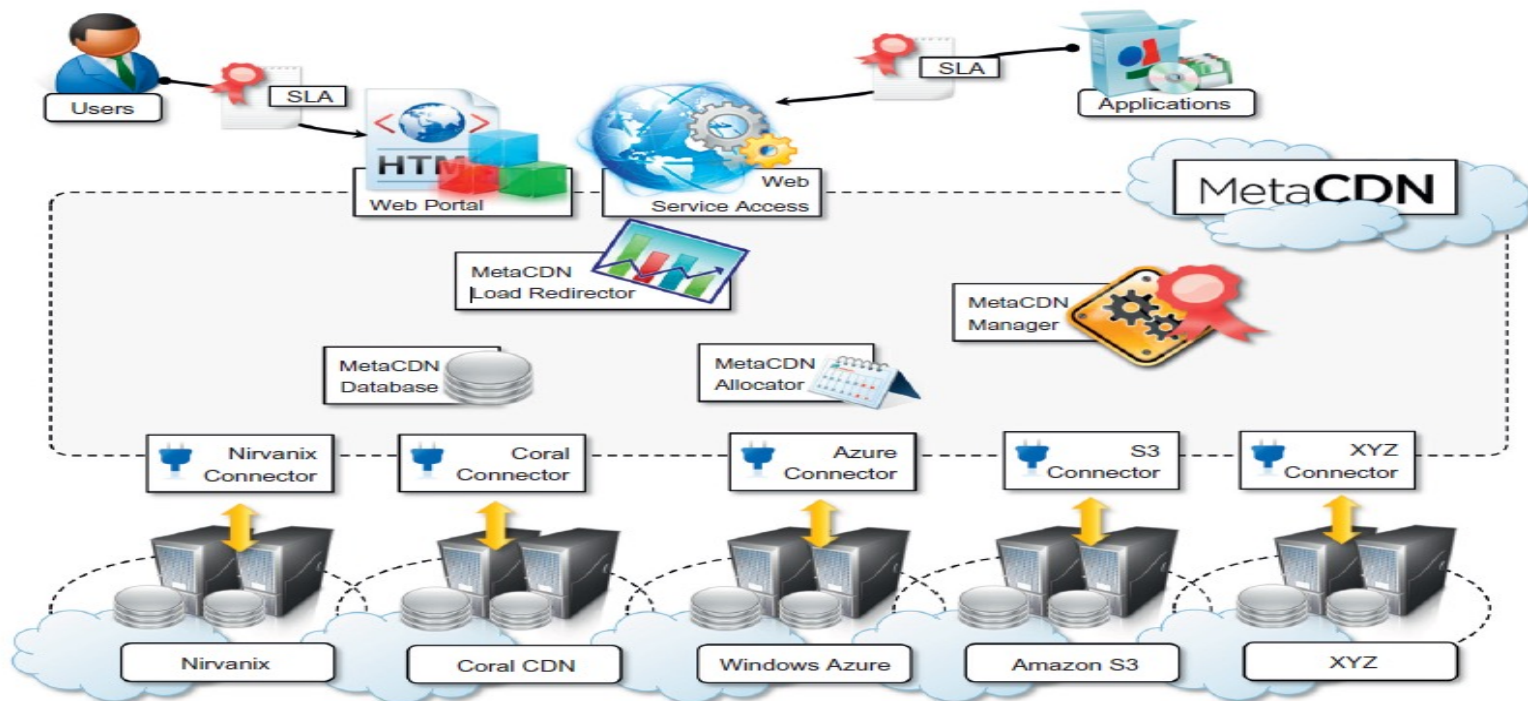 Users
SLA
SLA
Applications
HTM
Web Portal
Web
Service Access
MetaCDN
MetaCDN
Load Redirector
MetaCDN
Manager
MetaCDN
Database
MetaCDN
Allocator
Nirvanix
Connector
Coral
Connector
Azure
Connector
S3
Connector
XYZ
Connector
Nirvanix
Coral CDN
Windows Azure
Amazon S3
XYZ